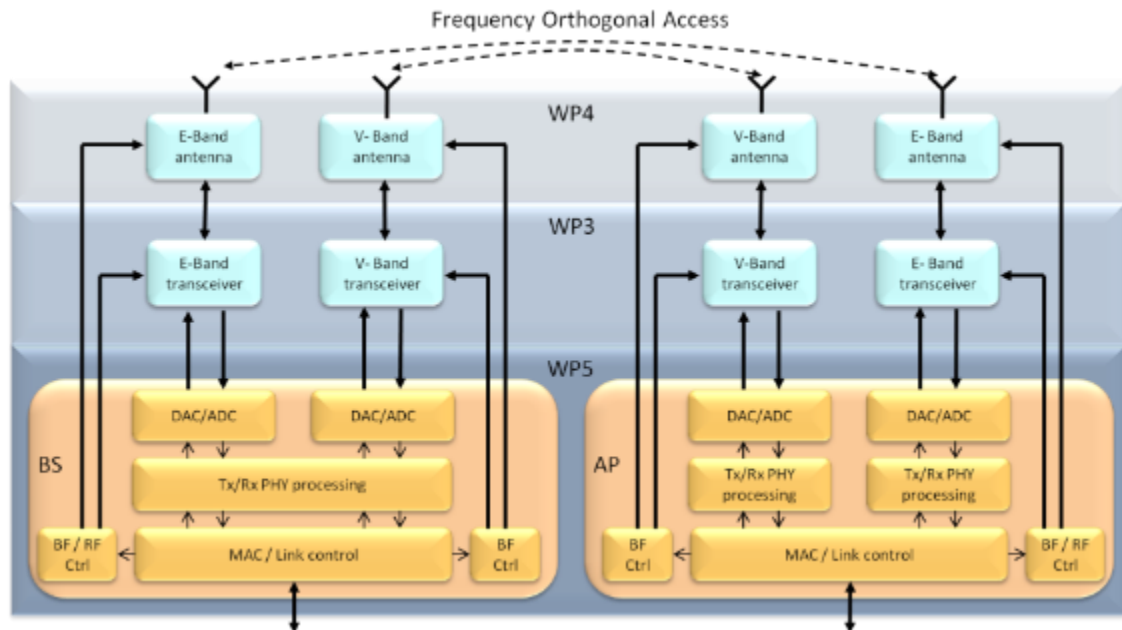 Frequency Orthogonal Access
WP4
E-Band
antenna
V- Band
antenna
V-Band
antenna
E- Band
antenna
WP3
E-Band
transceiver
V- Band
transceiver
V-Band
transceiver
E- Band
transceiver
WP5
BS
DAC/ADC
DAC/ADC
Tx/Rx PHY processing
BF / RF
Ctrl
MAC / Link control
BF
Ctrl
AP
DAC/ADC
DAC/ADC
Tx/Rx PHY
processing
Tx/Rx PHY
processing
BF
Ctrl
MAC / Link control
BF / RF
Ctrl